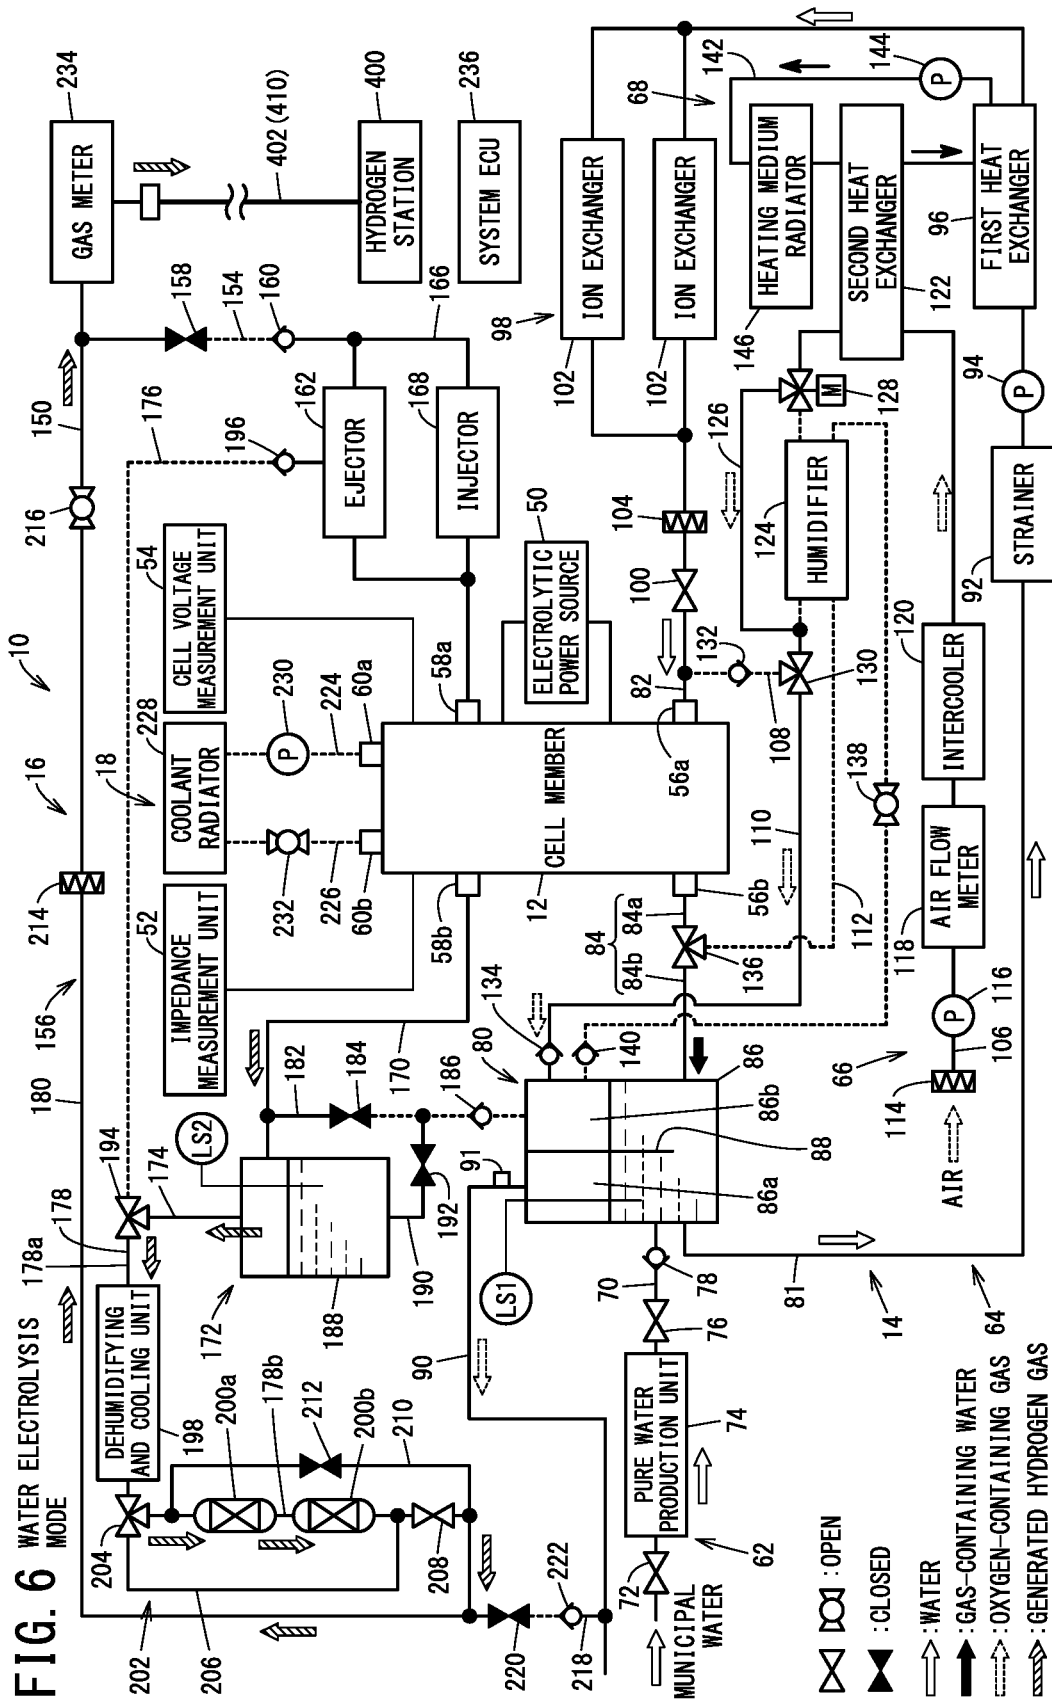 FIG. 6
WATER ELECTROLYSIS
MODE
10
16
18
156
180
214
216
150
234
GAS METER
402 (410)
400
HYDROGEN
STATION
236
SYSTEM ECU
158
154
160
166
176
196
162
EJECTOR
168
INJECTOR
54
CELL VOLTAGE
MEASUREMENT UNIT
228
COOLANT
RADIATOR
52
IMPEDANCE
MEASUREMENT UNIT
230
224
60a
232
226
60b
58a
58b
50
ELECTROLYTIC
POWER SOURCE
12
CELL MEMBER
56a
56b
82
170
182
184
186
188
190
192
172
174
LS2
194
178
178a
DEHUMIDIFYING
AND COOLING UNIT
198
200a
178b
200b
212
210
204
202
206
208
220
222
218
90
91
LS1
80
134
140
86
86b
86a
88
84
84a
84b
136
112
110
108
130
132
100
104
98
102
ION EXCHANGER
102
ION EXCHANGER
68
142
144
P
146
HEATING MEDIUM
RADIATOR
SECOND HEAT
EXCHANGER
122
96
FIRST HEAT
EXCHANGER
94
P
92
STRAINER
126
128
M
124
HUMIDIFIER
138
120
INTERCOOLER
118
AIR FLOW
METER
116
P
66
106
114
AIR
P
81
14
64
70
78
76
74
PURE WATER
PRODUCTION UNIT
62
72
MUNICIPAL
WATER
:OPEN
:CLOSED
:WATER
:GAS-CONTAINING WATER
:OXYGEN-CONTAINING GAS
:GENERATED HYDROGEN GAS